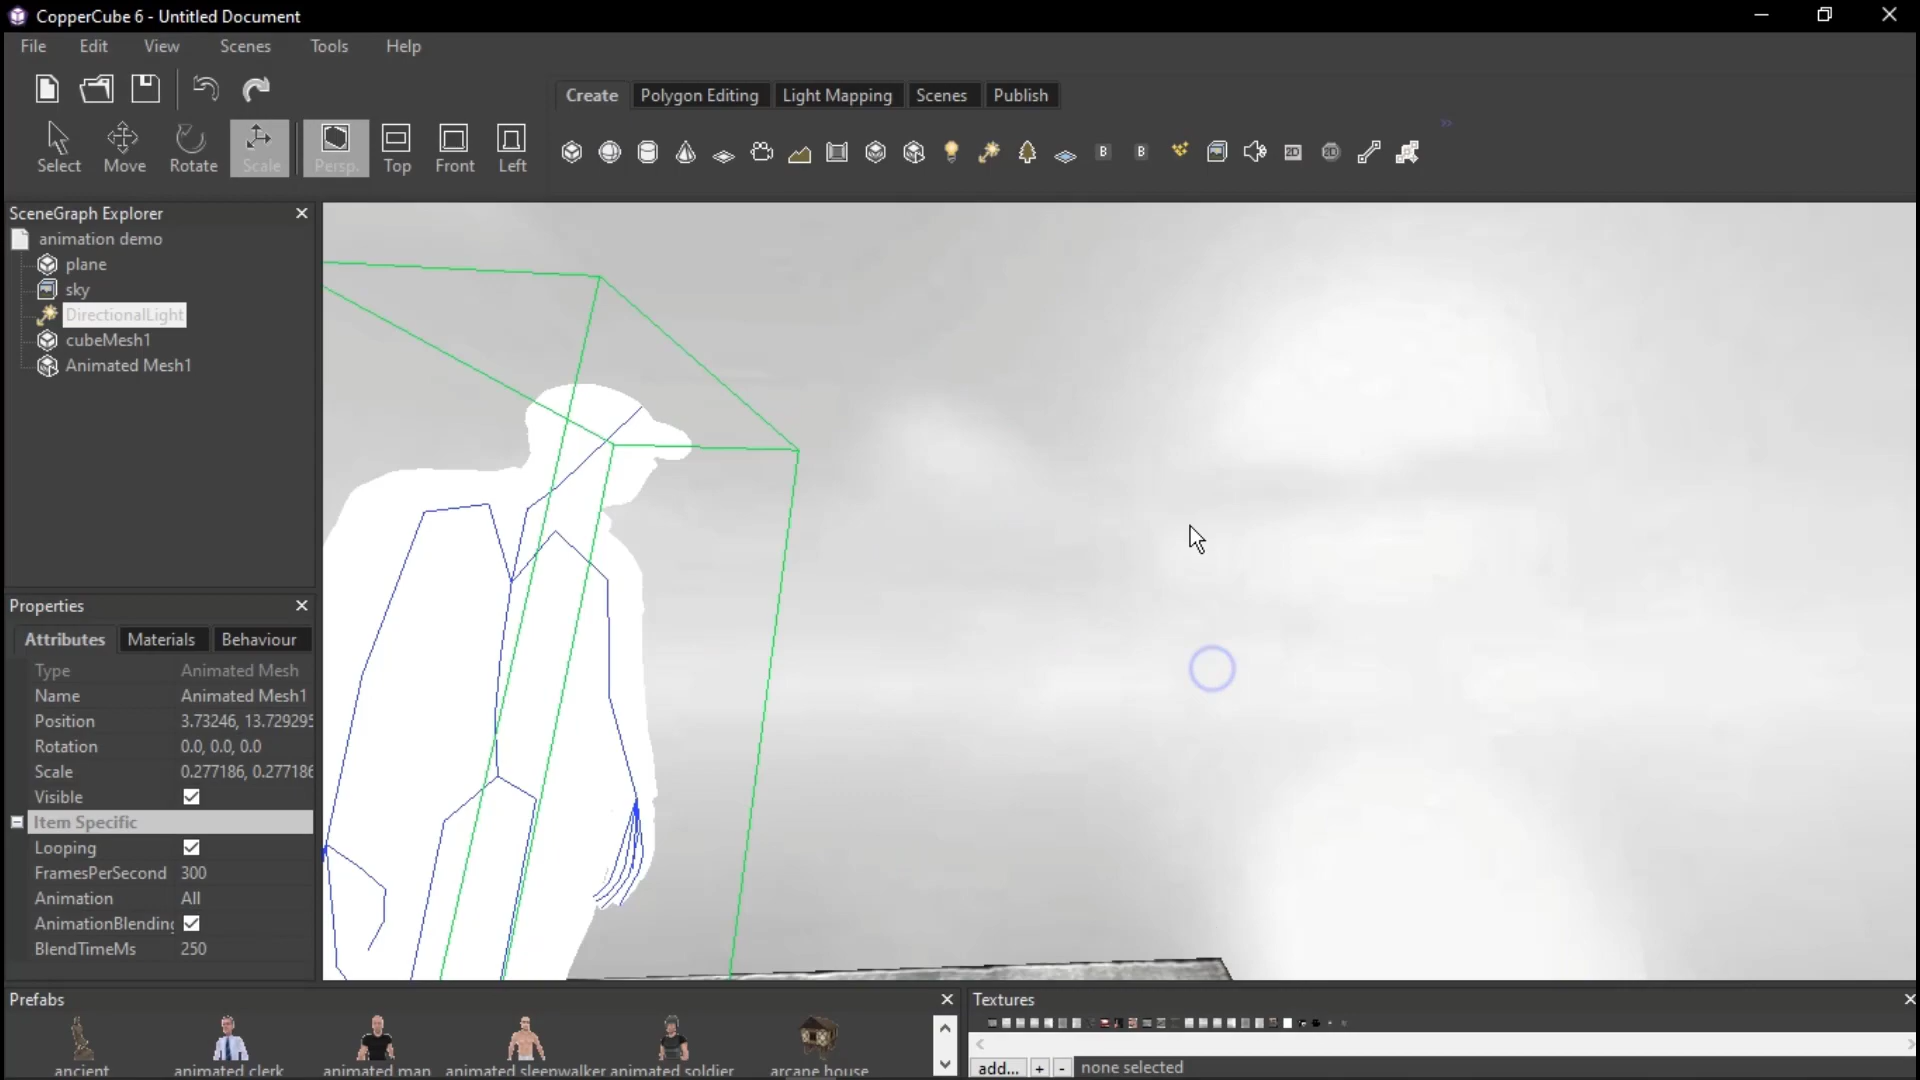 CopperCube 6 - Untitled Document
File Edit View Scenes Tools Help
Create Polygon Editing Light Mapping Scenes Publish
Select Move Rotate Scale Persp. Top Front Left
B B 2D 2D
SceneGraph Explorer
animation demo
plane
sky
DirectionalLight
cubeMesh1
Animated Mesh1
Properties
Attributes Materials Behaviour
Type Animated Mesh
Name Animated Mesh1
Position 3.73246, 13.729295
Rotation 0.0, 0.0, 0.0
Scale 0.277186, 0.277186
Visible
Item Specific
Looping
FramesPerSecond 300
Animation All
AnimationBlending
BlendTimeMs 250
Prefabs
ancient animated clerk animated man animated sleepwalker animated soldier arcane house
Textures
add... + - none selected